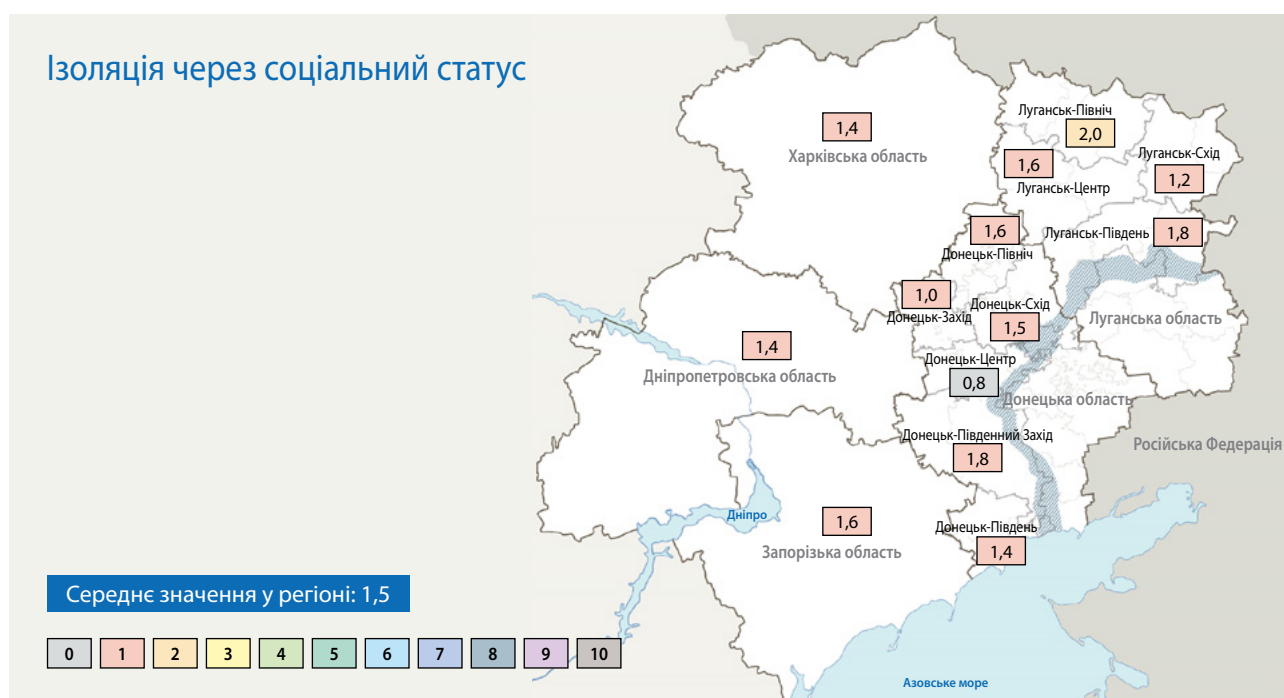 Ізоляція через соціальний статус
Луганськ-Північ
2,0
1,4
Харківська область
Луганськ-Схід
1,2
1,6
Луганськ-Центр
1,6
Донецьк-Північ
Луганськ-Південь
1,8
1,0
Донецьк-Захід
Донецьк-Схід
1,5
Луганська область
1,4
Дніпропетровська область
Донецьк-Центр
0,8
Донецька область
Донецьк-Південний Захід
1,8
Російська Федерація
Дніпро
1,6
Запорізька область
Донецьк-Південь
1,4
Середнє значення у регіоні: 1,5
0 1 2 3 4 5 6 7 8 9 10
Азовське море